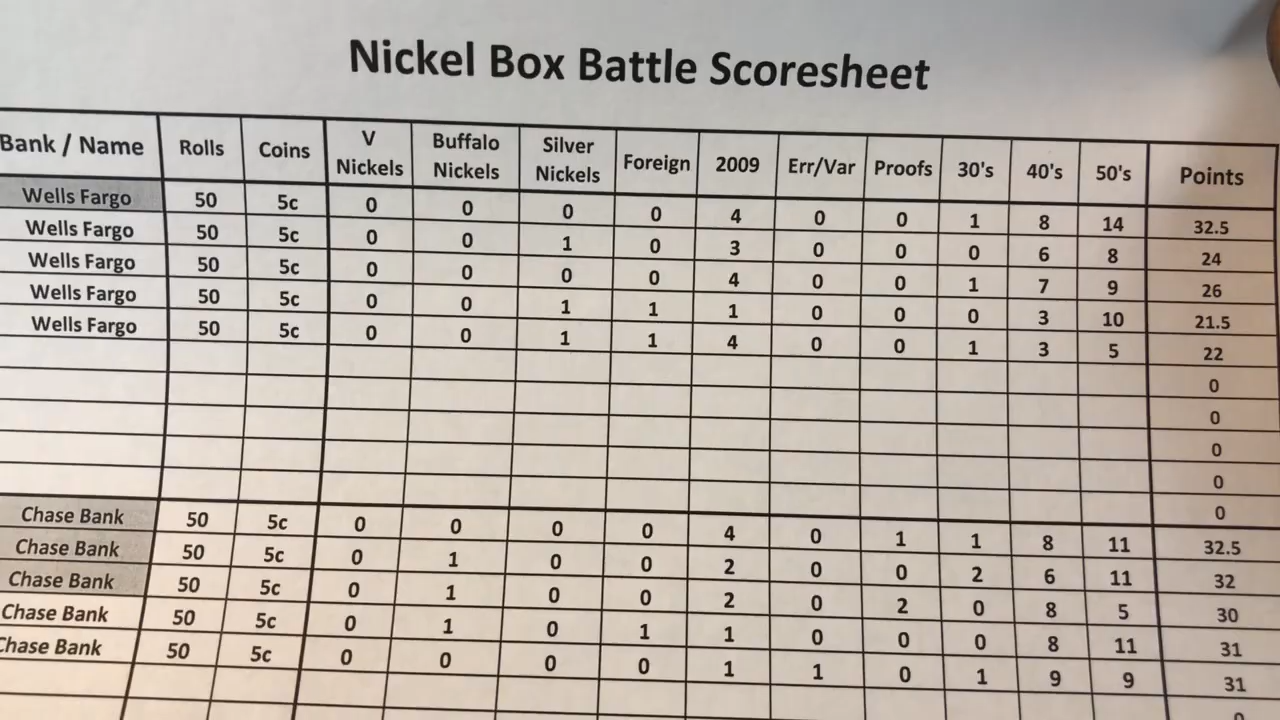 Nickel Box Battle Scoresheet
Bank / Name Rolls Coins V Nickels Buffalo Nickels Silver Nickels Foreign 2009 Err/Var Proofs 30's 40's 50's Points
Wells Fargo 50 5c 0 0 0 0 4 0 0 1 8 14 32.5
Wells Fargo 50 5c 0 0 1 0 3 0 0 0 6 8 24
Wells Fargo 50 5c 0 0 0 0 4 0 0 1 7 9 26
Wells Fargo 50 5c 0 0 1 1 1 0 0 0 3 10 21.5
Wells Fargo 50 5c 0 0 1 1 4 0 0 1 3 5 22
0
0
0
0
0
Chase Bank 50 5c 0 0 0 0 4 0 1 1 8 11 32.5
Chase Bank 50 5c 0 1 0 0 2 0 0 2 6 11 32
Chase Bank 50 5c 0 1 0 0 2 0 2 0 8 5 30
Chase Bank 50 5c 0 1 0 1 1 0 0 0 8 11 31
Chase Bank 50 5c 0 0 0 0 1 1 0 1 9 9 31
0